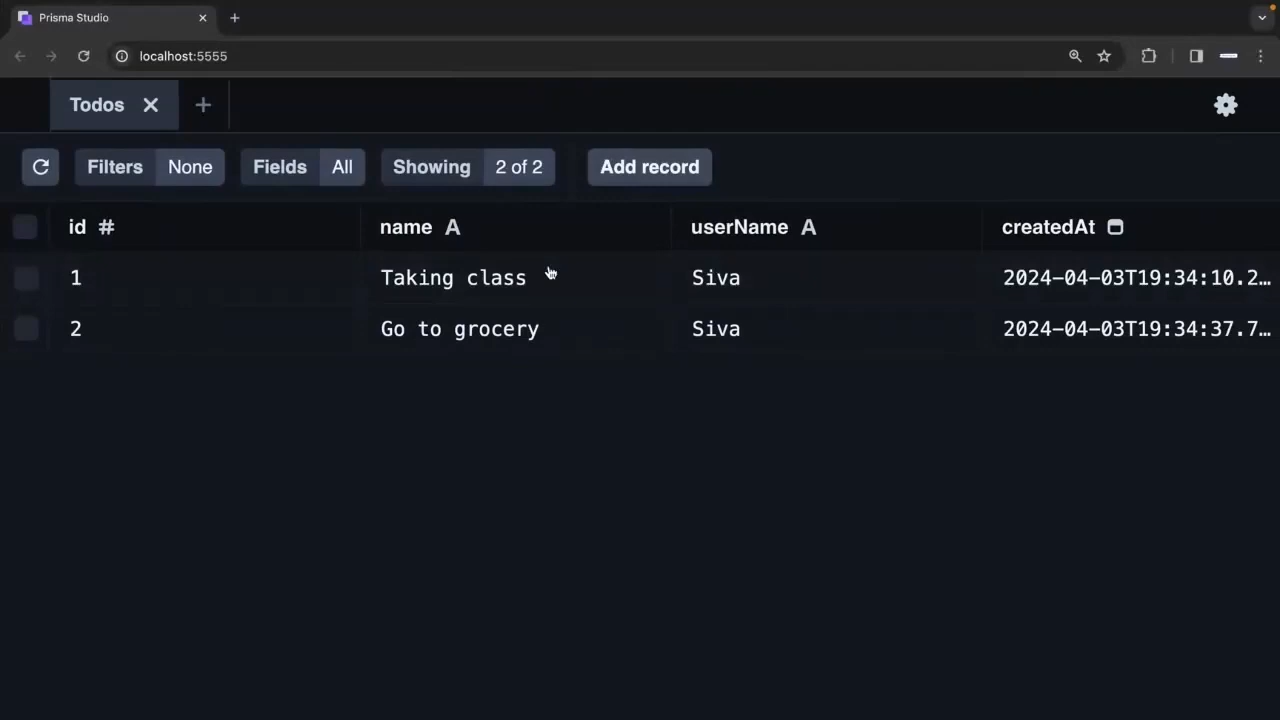 Prisma Studio
localhost:5555
Todos
Filters None Fields All Showing 2 of 2 Add record
id # name A userName A createdAt
1 Taking class Siva 2024-04-03T19:34:10.2…
2 Go to grocery Siva 2024-04-03T19:34:37.7…